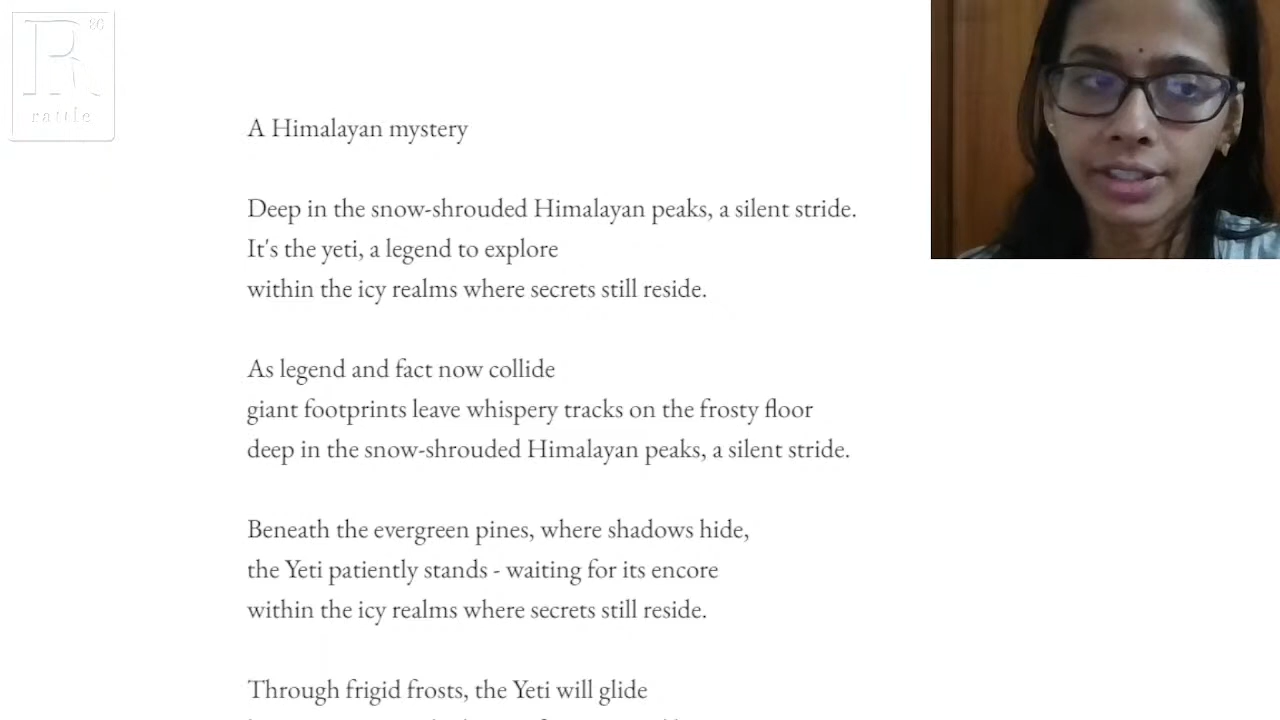 R
rattle
A Himalayan mystery
Deep in the snow-shrouded Himalayan peaks, a silent stride.
It's the yeti, a legend to explore
within the icy realms where secrets still reside.
As legend and fact now collide
giant footprints leave whispery tracks on the frosty floor
deep in the snow-shrouded Himalayan peaks, a silent stride.
Beneath the evergreen pines, where shadows hide,
the Yeti patiently stands - waiting for its encore
within the icy realms where secrets still reside.
Through frigid frosts, the Yeti will glide